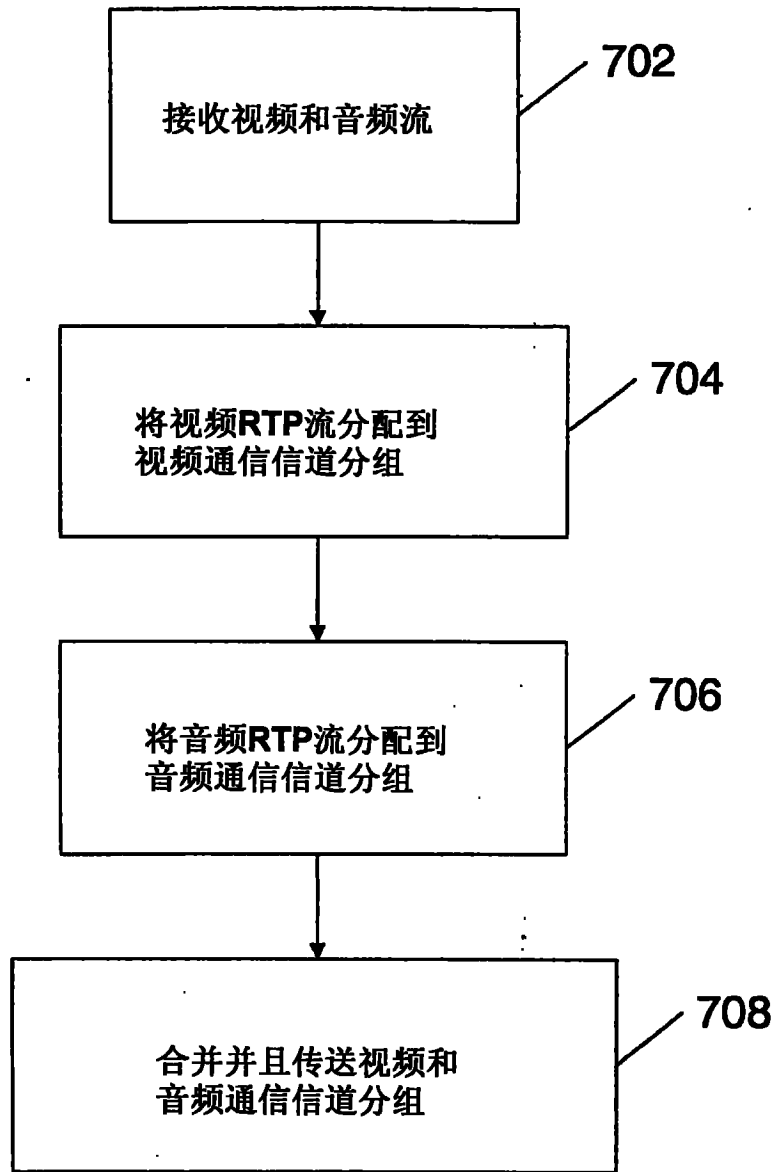 接收视频和音频流
702
将视频RTP流分配到
视频通信信道分组
704
将音频RTP流分配到
音频通信信道分组
706
合并并且传送视频和
音频通信信道分组
708